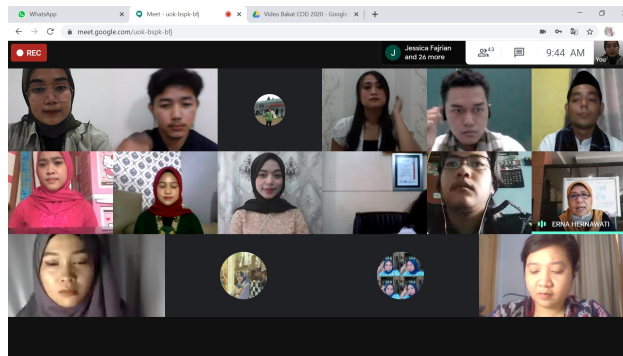 WhatsApp
Meet - uok-bspk-bfj
Video Bakat COD 2020 - Google
meet.google.com/uok-bspk-bfj
REC
J
Jessica Fajrian
and 26 more
43
9:44 AM
You
ERNA HERNAWATI